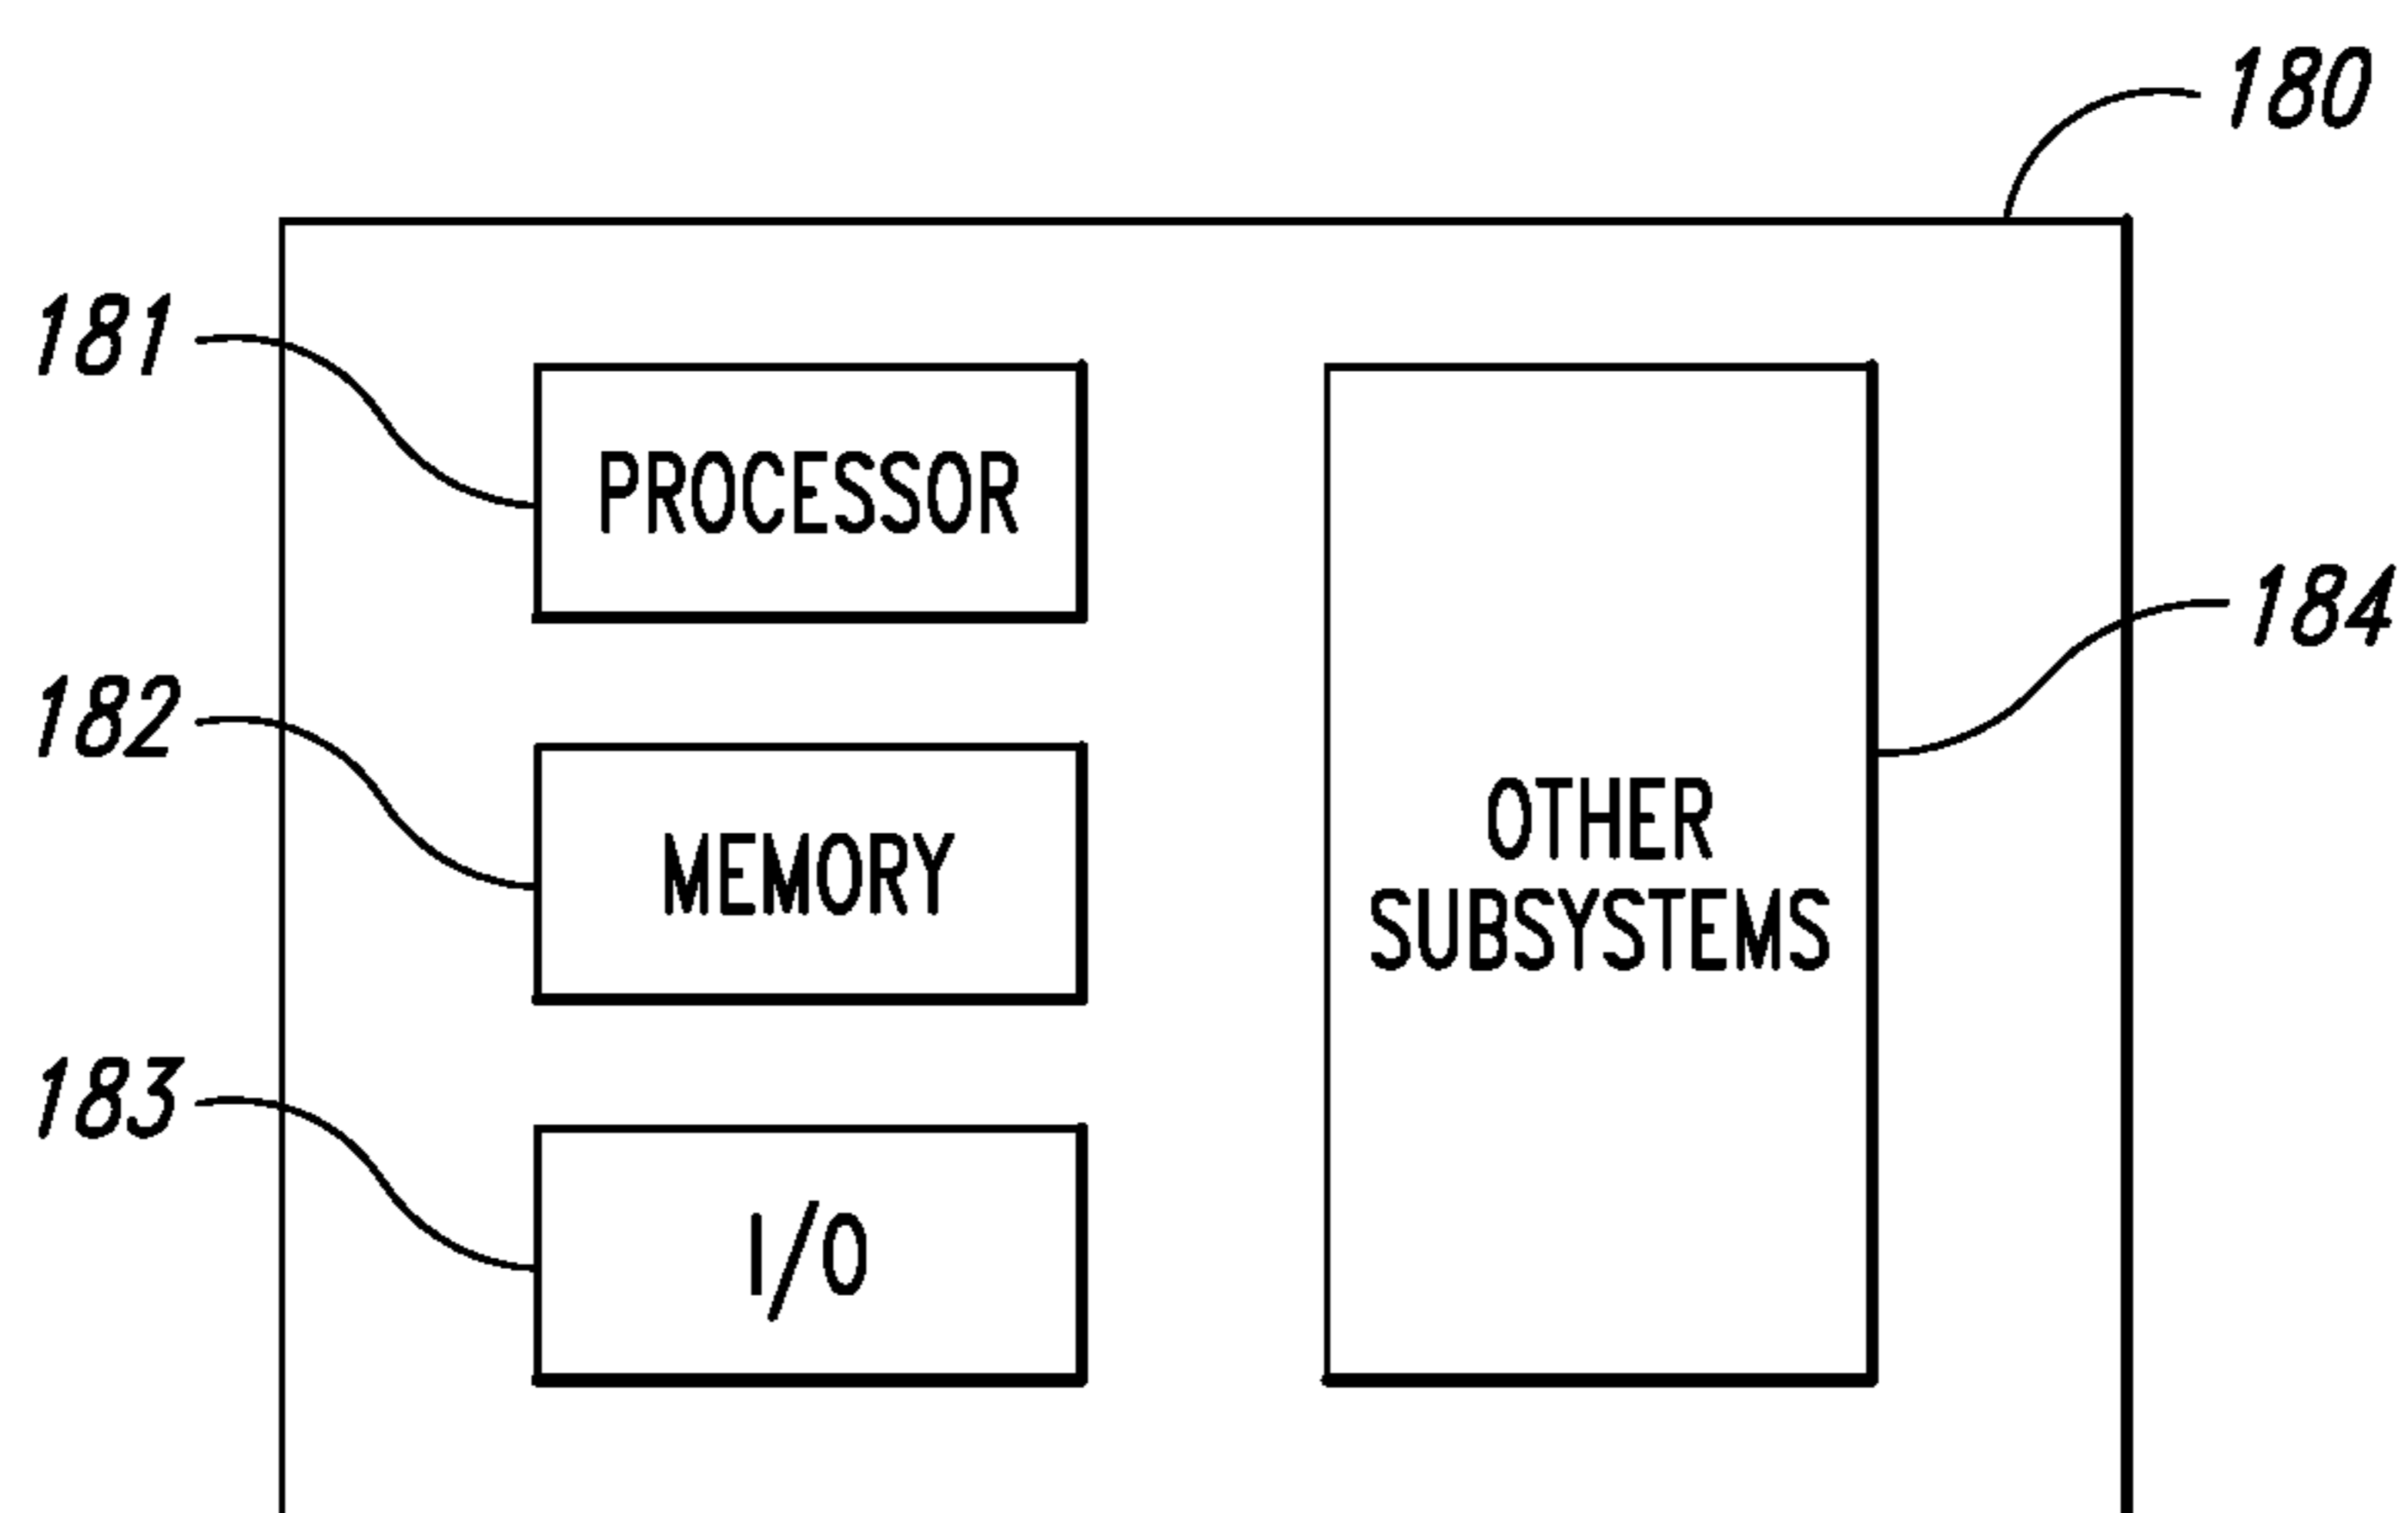 180
181
PROCESSOR
184
182
MEMORY
OTHER
SUBSYSTEMS
183
I/O